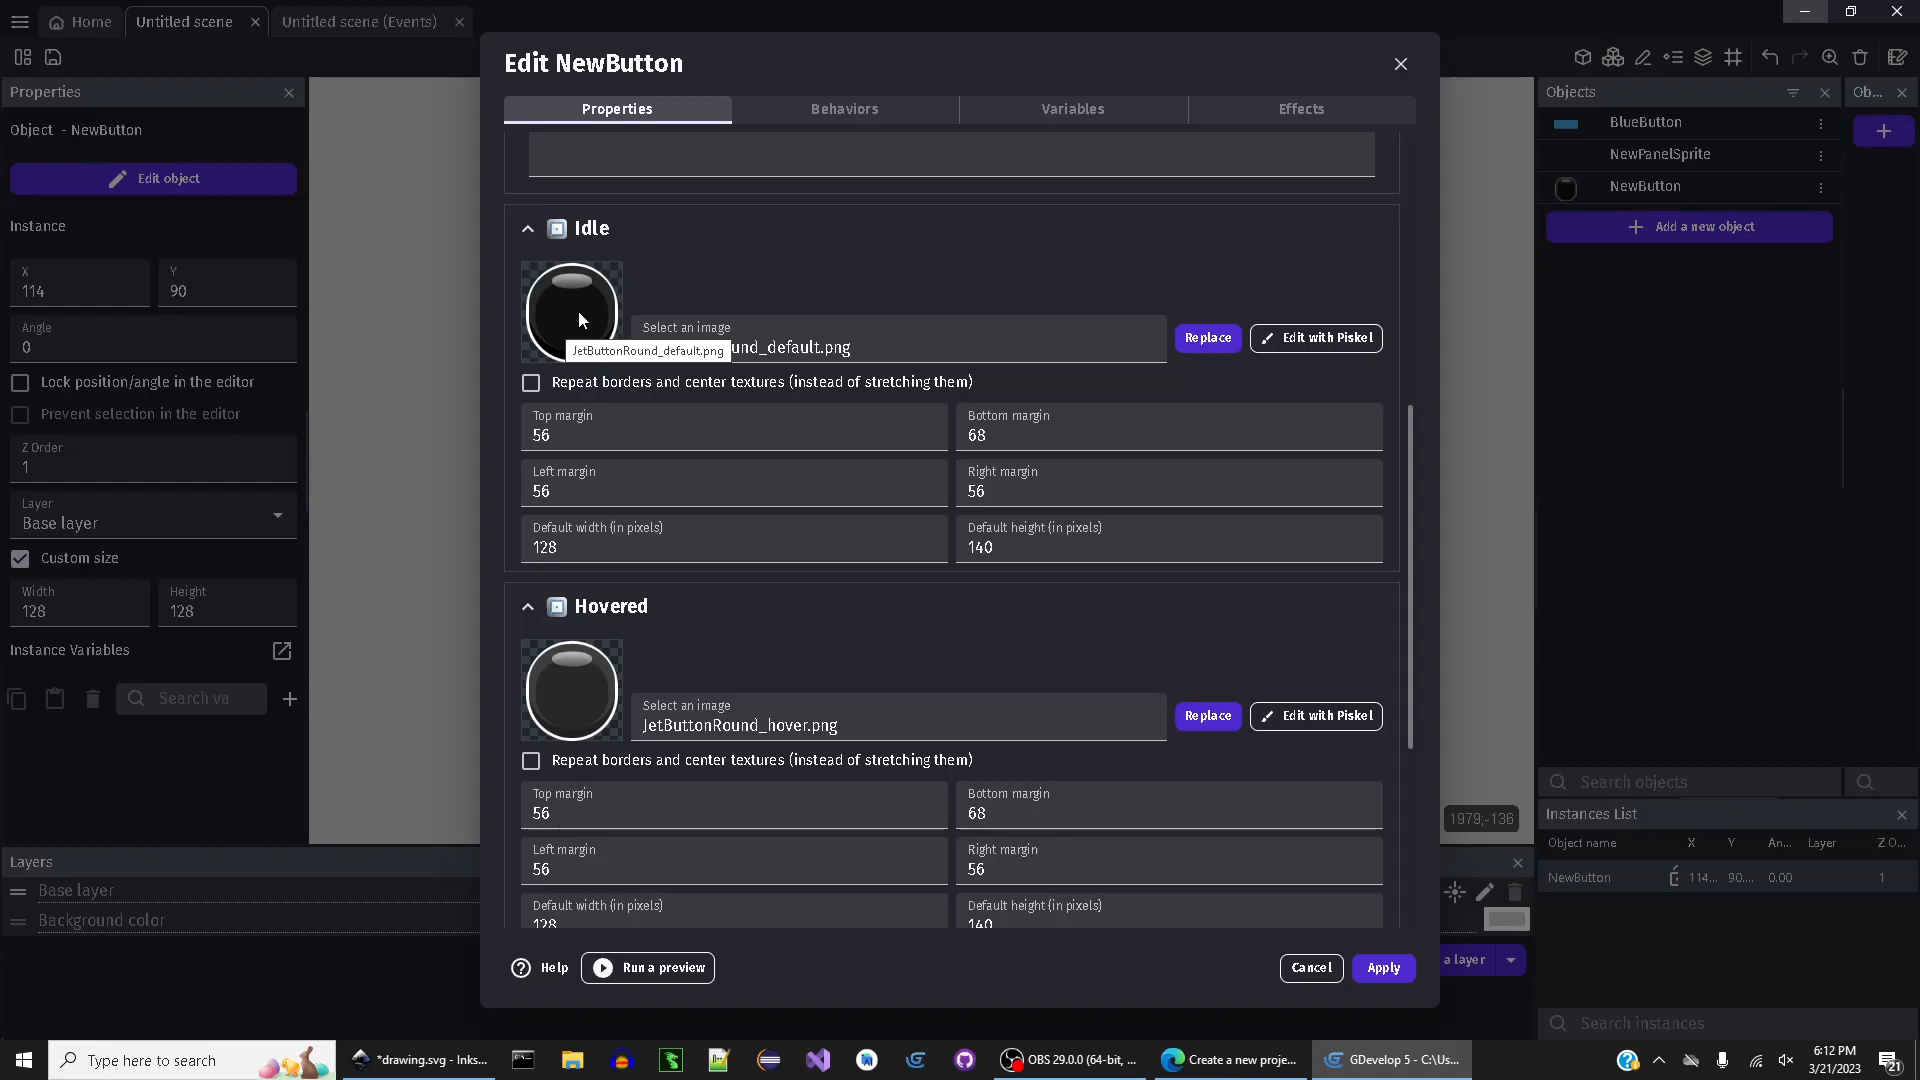 Home
Untitled scene
Untitled scene (Events)
Properties
Object - NewButton
Edit object
Instance
X
114
Y
90
Angle
0
Lock position/angle in the editor
Prevent selection in the editor
Z Order
1
Layer
Base layer
Custom size
Width
128
Height
128
Instance Variables
Search va
Layers
Base layer
Background color
Edit NewButton
Properties
Behaviors
Variables
Effects
Idle
Select an image
JetButtonRound_default.png
und_default.png
Replace
Edit with Piskel
Repeat borders and center textures (instead of stretching them)
Top margin
56
Bottom margin
68
Left margin
56
Right margin
56
Default width (in pixels)
128
Default height (in pixels)
140
Hovered
Select an image
JetButtonRound_hover.png
Replace
Edit with Piskel
Repeat borders and center textures (instead of stretching them)
Top margin
56
Bottom margin
68
Left margin
56
Right margin
56
Default width (in pixels)
128
Default height (in pixels)
140
Help
Run a preview
Cancel
Apply
1979;-136
a layer
Objects
BlueButton
NewPanelSprite
NewButton
Add a new object
Search objects
Ob...
Instances List
Object name
X
Y
An...
Layer
Z O...
NewButton
114...
90....
0.00
1
Search instances
Type here to search
*drawing.svg - Inks...
OBS 29.0.0 (64-bit, ...
Create a new proje...
GDevelop 5 - C:\Us...
6:12 PM
3/21/2023
21